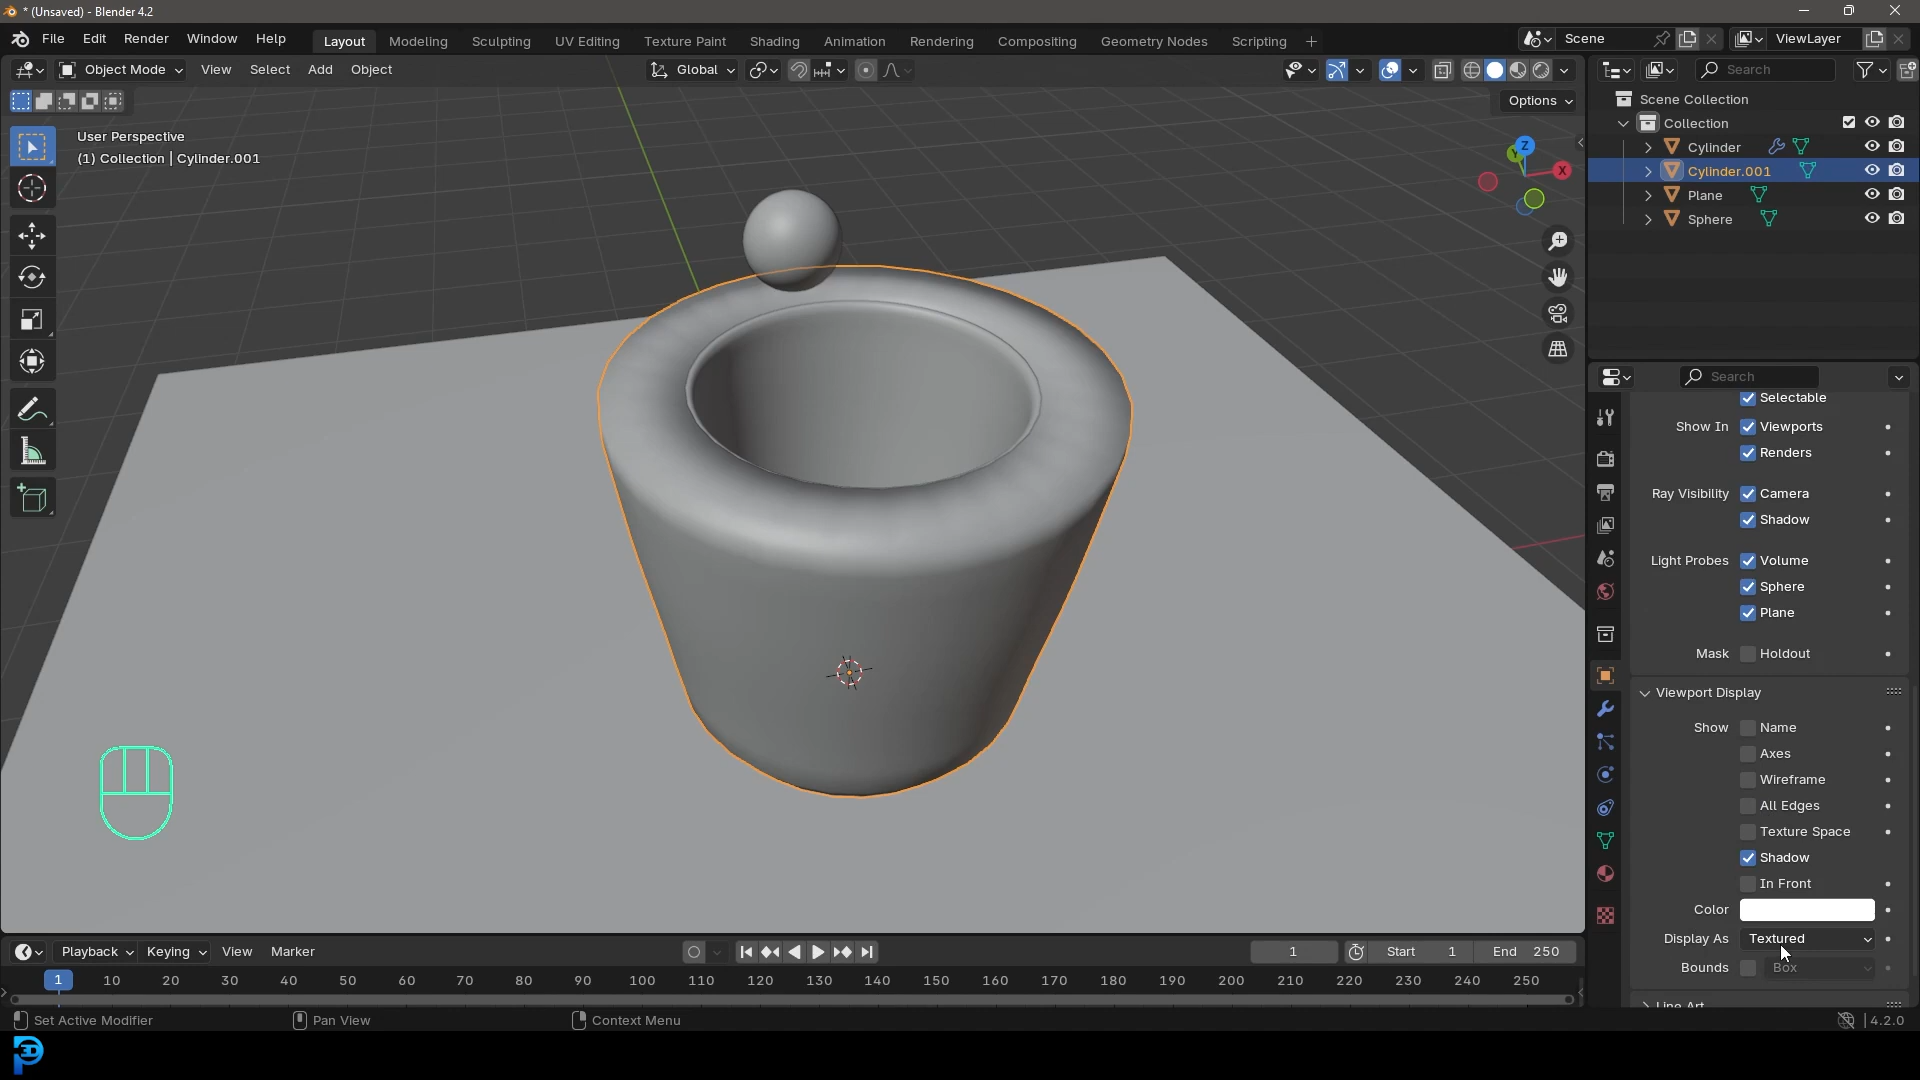 * (Unsaved) - Blender 4.2
File Edit Render Window Help
Layout Modeling Sculpting UV Editing Texture Paint Shading Animation Rendering Compositing Geometry Nodes Scripting +
Scene
ViewLayer
Object Mode View Select Add Object
Global
Search
Options
Scene Collection
Collection
Cylinder
Cylinder.001
Plane
Sphere
User Perspective
(1) Collection | Cylinder.001
Z
Y
X
Search
Selectable
Show In Viewports
Renders
Ray Visibility Camera
Shadow
Light Probes Volume
Sphere
Plane
Mask Holdout
Viewport Display
Show Name
Axes
Wireframe
All Edges
Texture Space
Shadow
In Front
Color
Display As Textured
Bounds Box
Line Art
Playback Keying View Marker
1 Start 1 End 250
1 10 20 30 40 50 60 70 80 90 100 110 120 130 140 150 160 170 180 190 200 210 220 230 240 250
Set Active Modifier Pan View Context Menu
4.2.0